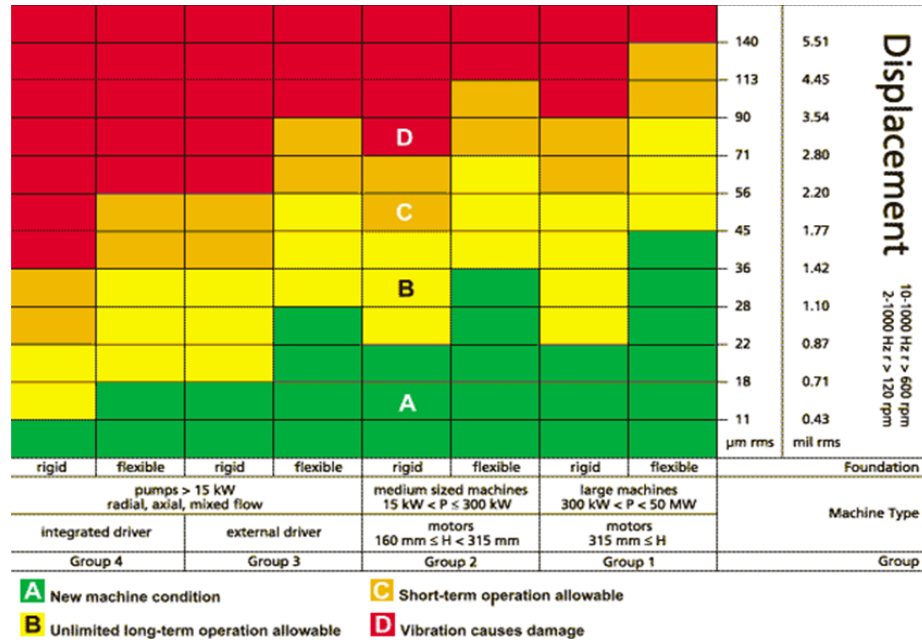 D
C
B
A
140 5.51
113 4.45
90 3.54
71 2.80
56 2.20
45 1.77
36 1.42
28 1.10
22 0.87
18 0.71
11 0.43
µm rms mil rms
Displacement
10-1000 Hz r > 600 rpm
2-1000 Hz r > 120 rpm
rigid flexible rigid flexible rigid flexible rigid flexible Foundation
pumps > 15 kW
radial, axial, mixed flow
medium sized machines
15 kW < P ≤ 300 kW
large machines
300 kW < P < 50 MW
Machine Type
integrated driver
external driver
motors
160 mm ≤ H < 315 mm
motors
315 mm ≤ H
Group 4 Group 3 Group 2 Group 1 Group
A New machine condition
B Unlimited long-term operation allowable
C Short-term operation allowable
D Vibration causes damage